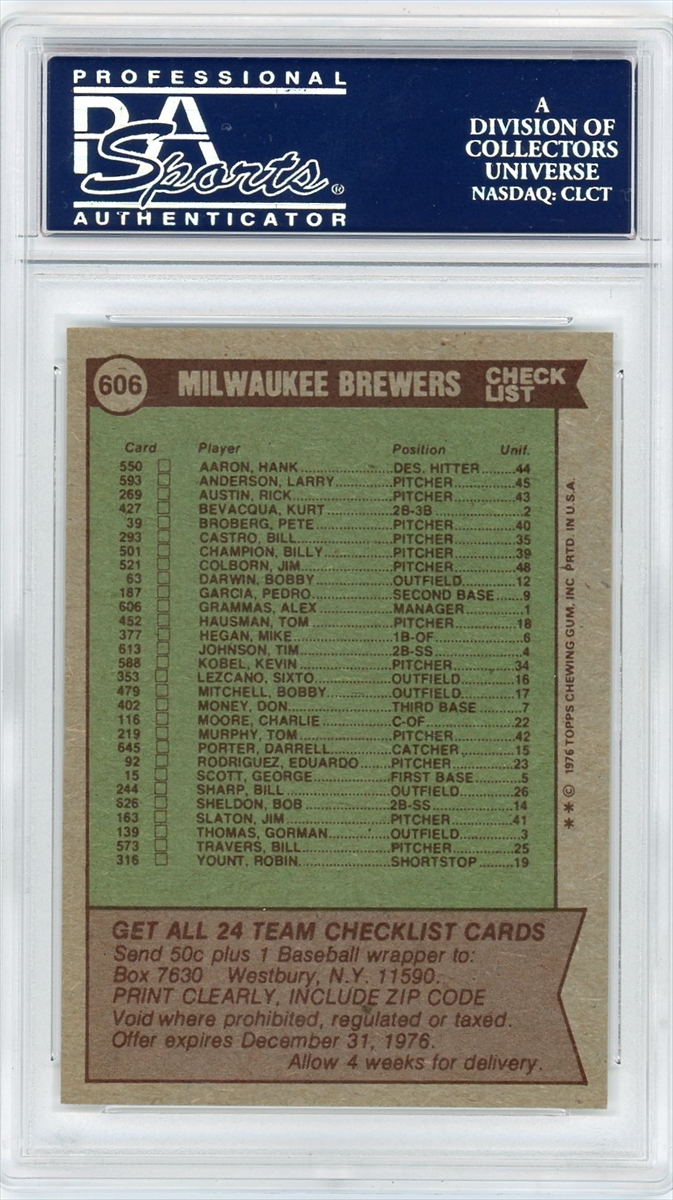 PROFESSIONAL
PSA Sports®
AUTHENTICATOR
A
DIVISION OF
COLLECTORS
UNIVERSE
NASDAQ: CLCT
606 MILWAUKEE BREWERS CHECK LIST
Card Player Position Unif.
550 AARON, HANK DES. HITTER 44
593 ANDERSON, LARRY PITCHER 45
269 AUSTIN, RICK PITCHER 43
427 BEVACQUA, KURT 2B-3B 2
39 BROBERG, PETE PITCHER 40
293 CASTRO, BILL PITCHER 35
501 CHAMPION, BILLY PITCHER 39
521 COLBORN, JIM PITCHER 48
63 DARWIN, BOBBY OUTFIELD 12
187 GARCIA, PEDRO SECOND BASE 9
606 GRAMMAS, ALEX MANAGER 1
452 HAUSMAN, TOM PITCHER 18
377 HEGAN, MIKE 1B-OF 6
613 JOHNSON, TIM 2B-SS 4
588 KOBEL, KEVIN PITCHER 34
353 LEZCANO, SIXTO OUTFIELD 16
479 MITCHELL, BOBBY OUTFIELD 17
402 MONEY, DON THIRD BASE 7
116 MOORE, CHARLIE C-OF 22
219 MURPHY, TOM PITCHER 42
645 PORTER, DARRELL CATCHER 15
92 RODRIGUEZ, EDUARDO PITCHER 23
15 SCOTT, GEORGE FIRST BASE 5
244 SHARP, BILL OUTFIELD 26
626 SHELDON, BOB 2B-SS 14
163 SLATON, JIM PITCHER 41
139 THOMAS, GORMAN OUTFIELD 3
573 TRAVERS, BILL PITCHER 25
316 YOUNT, ROBIN SHORTSTOP 19
** © 1976 TOPPS CHEWING GUM, INC PRTD. IN U.S.A.
GET ALL 24 TEAM CHECKLIST CARDS
Send 50c plus 1 Baseball wrapper to:
Box 7630 Westbury, N.Y. 11590.
PRINT CLEARLY, INCLUDE ZIP CODE
Void where prohibited, regulated or taxed.
Offer expires December 31, 1976.
Allow 4 weeks for delivery.